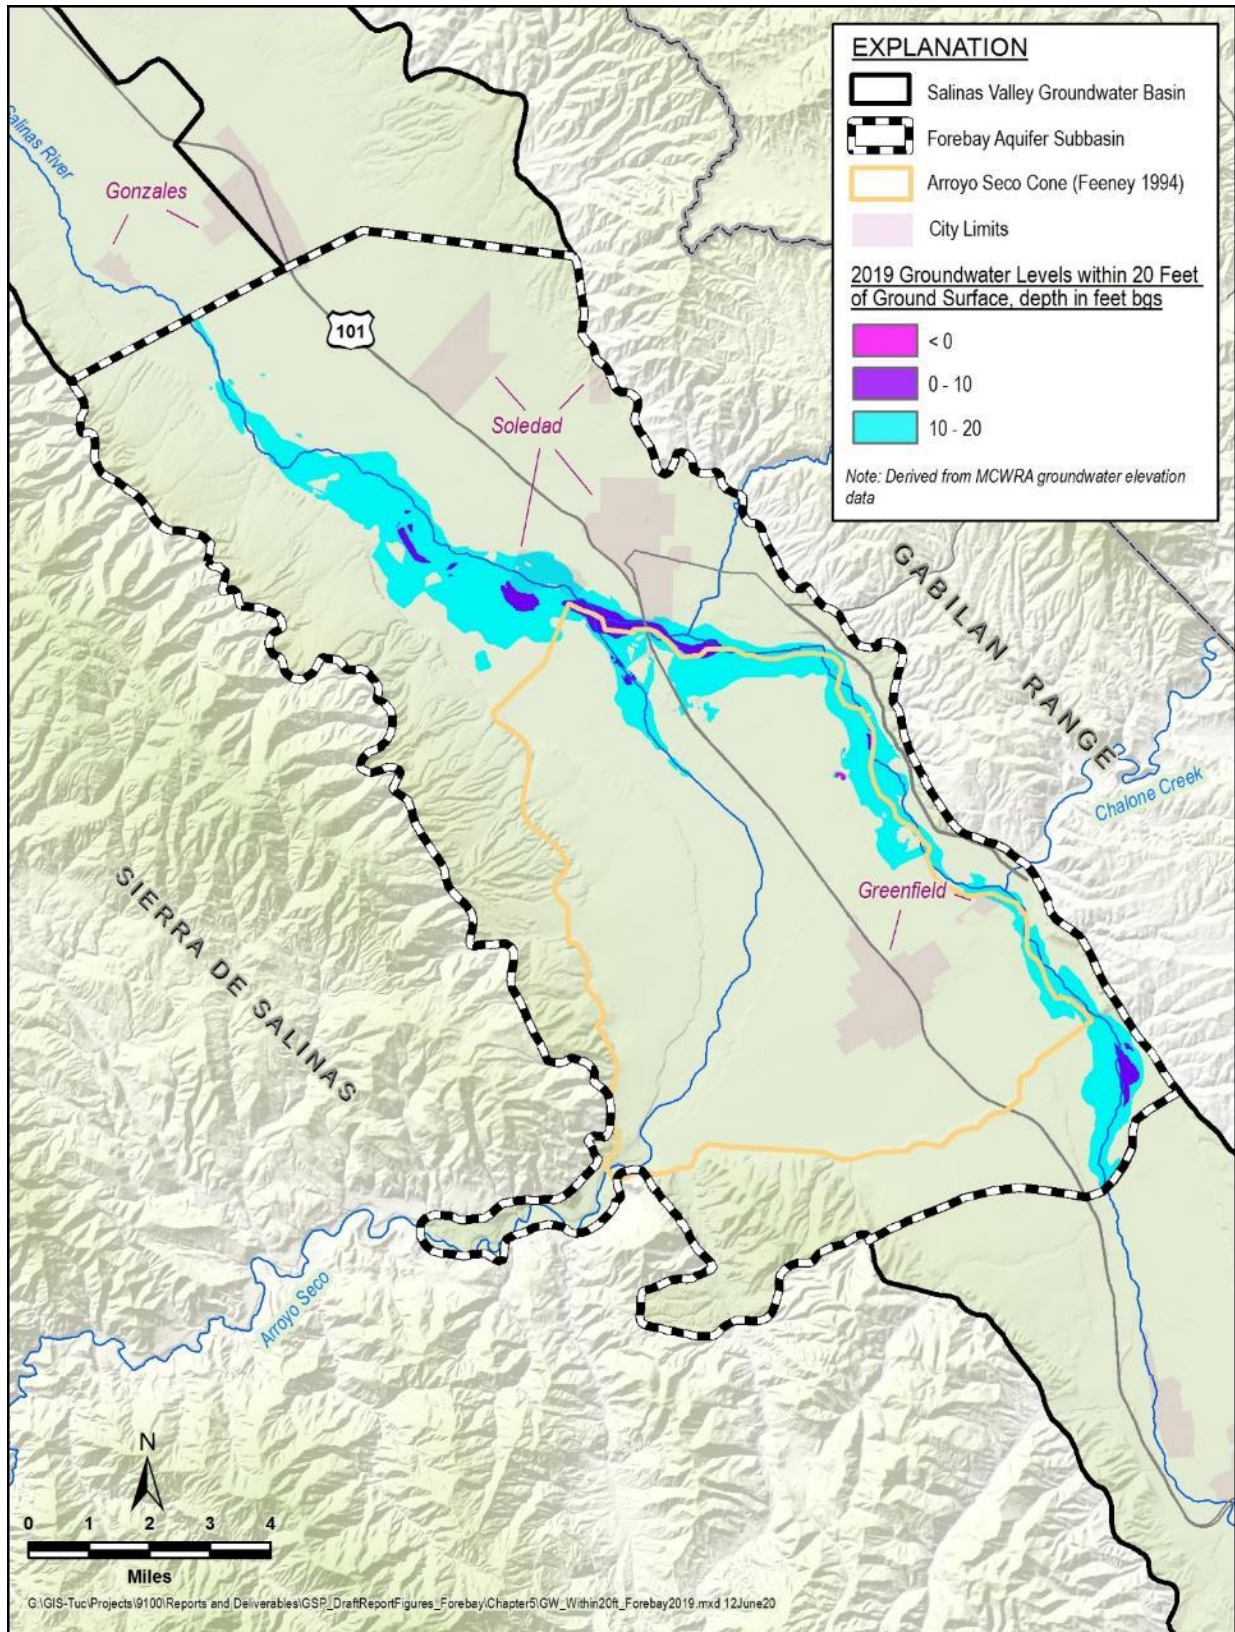 EXPLANATION
Salinas Valley Groundwater Basin
Forebay Aquifer Subbasin
Arroyo Seco Cone (Feeney 1994)
City Limits
2019 Groundwater Levels within 20 Feet
of Ground Surface, depth in feet bgs
< 0
0 - 10
10 - 20
Note: Derived from MCWRA groundwater elevation
data
Salinas River
Gonzales
101
Soledad
GABILAN RANGE
Chalone Creek
Greenfield
SIERRA DE SALINAS
Arroyo Seco
N
0 1 2 3 4
Miles
G:\GIS-Tuc\Projects\9100\Reports and Deliverables\GSP_DraftReportFigures_Forebay\Chapter5\GW_Within20ft_Forebay2019.mxd 12June20